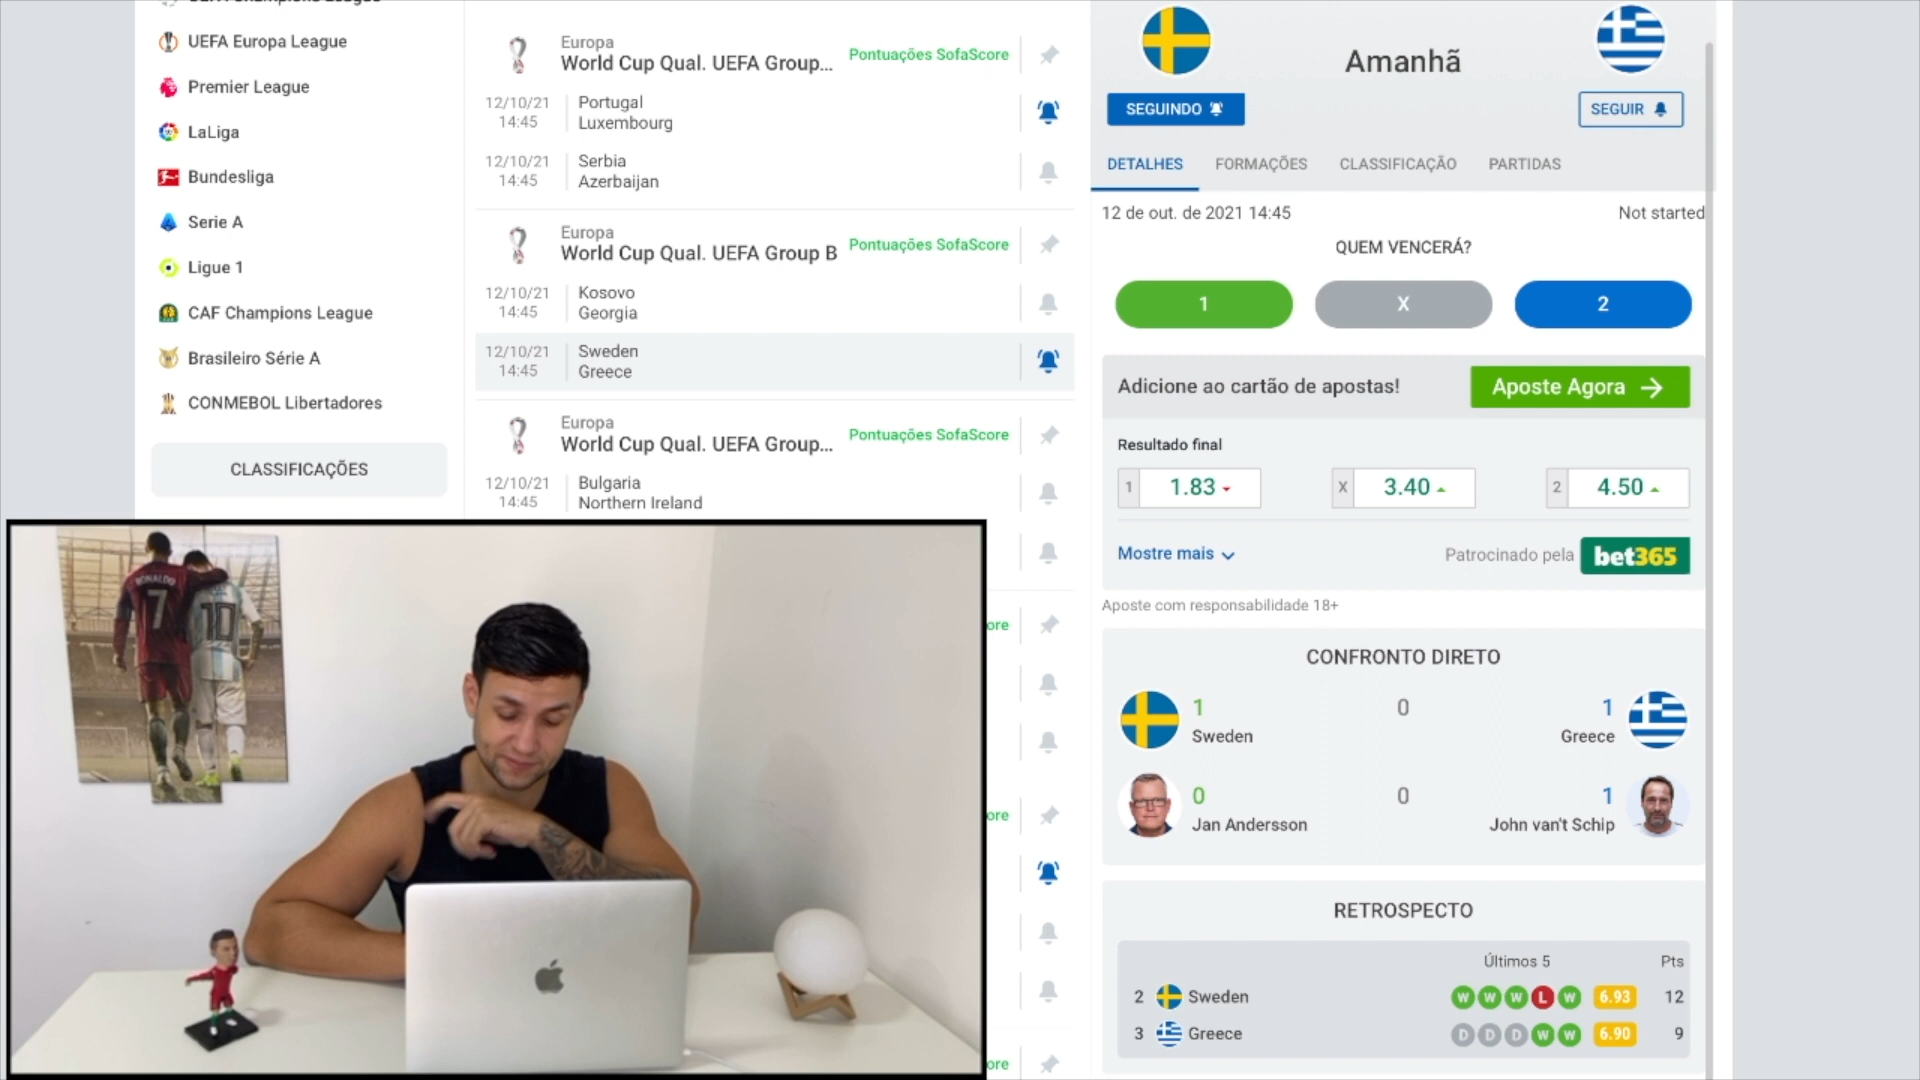 UEFA Europa League
Premier League
LaLiga
Bundesliga
Serie A
Ligue 1
CAF Champions League
Brasileiro Série A
CONMEBOL Libertadores
CLASSIFICAÇÕES
Europa
World Cup Qual. UEFA Group...
Pontuações SofaScore
12/10/21
14:45
Portugal
Luxembourg
12/10/21
14:45
Serbia
Azerbaijan
Europa
World Cup Qual. UEFA Group B
Pontuações SofaScore
12/10/21
14:45
Kosovo
Georgia
12/10/21
14:45
Sweden
Greece
Europa
World Cup Qual. UEFA Group...
Pontuações SofaScore
12/10/21
14:45
Bulgaria
Northern Ireland
ore
ore
ore
RONALDO
7
10
Amanhã
SEGUINDO
SEGUIR
DETALHES FORMAÇÕES CLASSIFICAÇÃO PARTIDAS
12 de out. de 2021 14:45 Not started
QUEM VENCERÁ?
1 X 2
Adicione ao cartão de apostas! Aposte Agora
Resultado final
1 1.83 X 3.40 2 4.50
Mostre mais Patrocinado pela bet365
Aposte com responsabilidade 18+
CONFRONTO DIRETO
1 0 1
Sweden Greece
0 0 1
Jan Andersson John van't Schip
RETROSPECTO
Últimos 5 Pts
2 Sweden W W W L W 6.93 12
3 Greece D D D W W 6.90 9